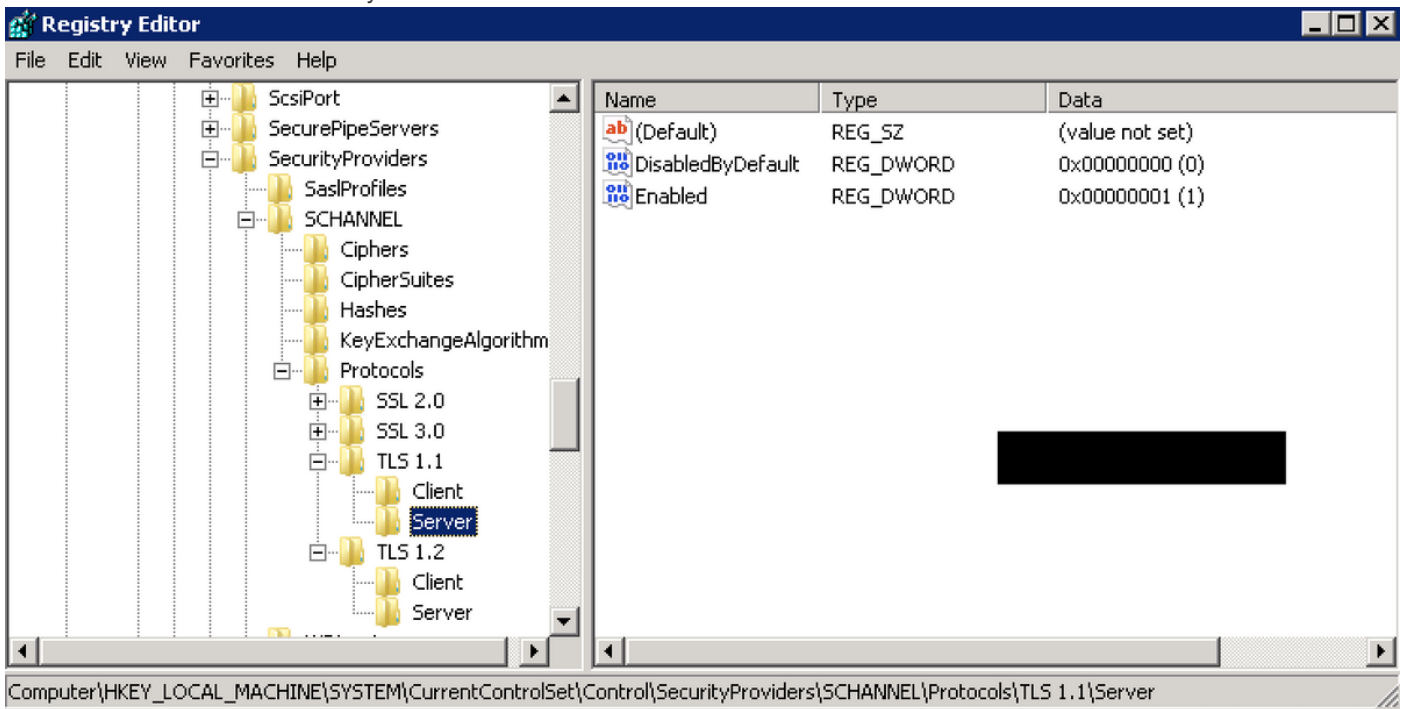 Registry Editor
File Edit View Favorites Help
ScsiPort
SecurePipeServers
SecurityProviders
SaslProfiles
SCHANNEL
Ciphers
CipherSuites
Hashes
KeyExchangeAlgorithm
Protocols
SSL 2.0
SSL 3.0
TLS 1.1
Client
Server
TLS 1.2
Client
Server
Name Type Data
(Default) REG_SZ (value not set)
DisabledByDefault REG_DWORD 0x00000000 (0)
Enabled REG_DWORD 0x00000001 (1)
Computer\HKEY_LOCAL_MACHINE\SYSTEM\CurrentControlSet\Control\SecurityProviders\SCHANNEL\Protocols\TLS 1.1\Server